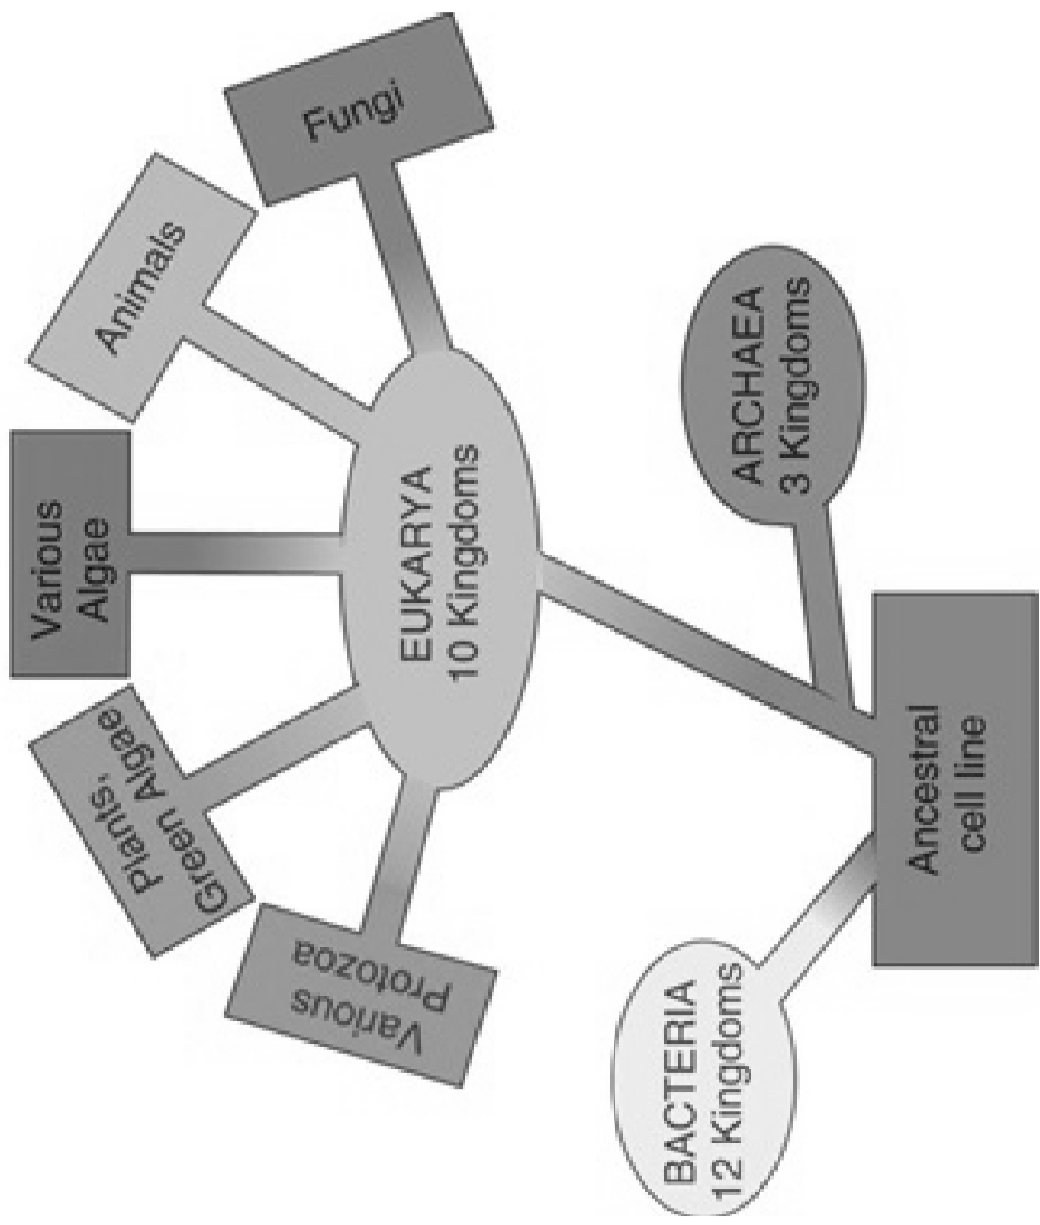 Fungi
Animals
Various
Algae
Plants,
Green Algae
Various
Protozoa
EUKARYA
10 Kingdoms
ARCHAEA
3 Kingdoms
BACTERIA
12 Kingdoms
Ancestral
cell line